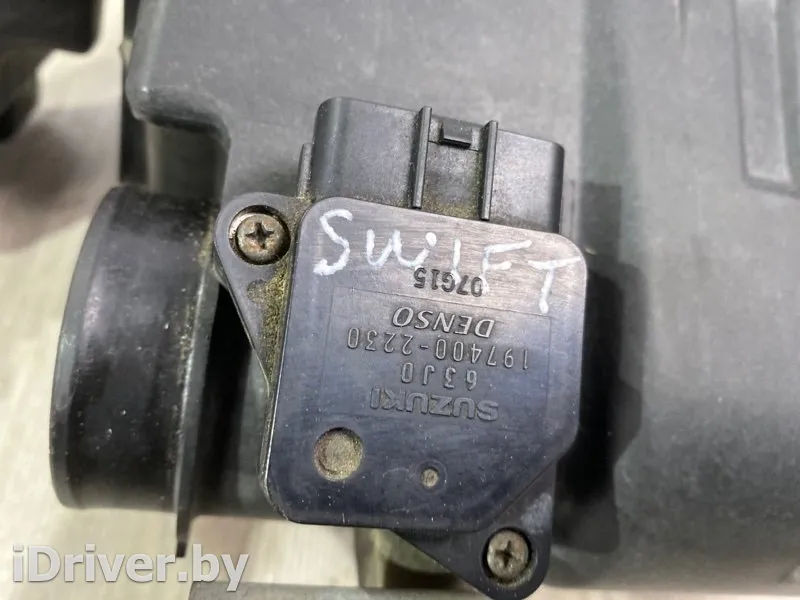 SWIFT
SUZUKI
63J0
197400-2230
DENSO
07G15
iDriver.by